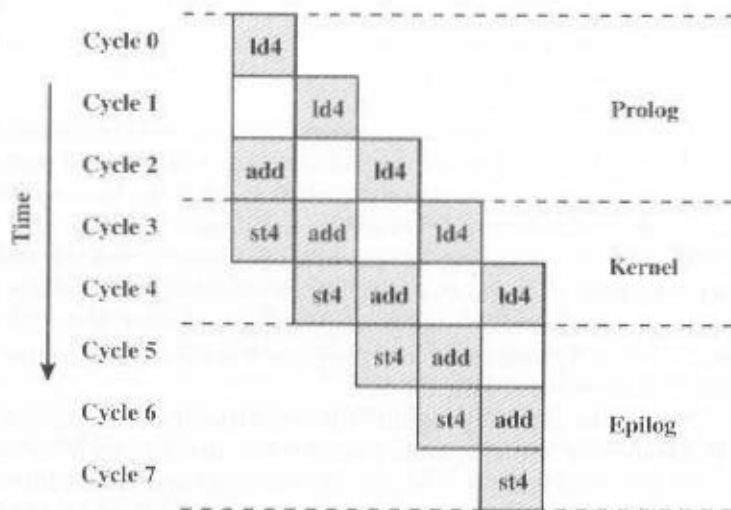 Cycle 0 ld4
Cycle 1 ld4 Prolog
Cycle 2 add ld4
Cycle 3 st4 add ld4
Kernel
Cycle 4 st4 add ld4
Cycle 5 st4 add
Cycle 6 st4 add Epilog
Cycle 7 st4
Time